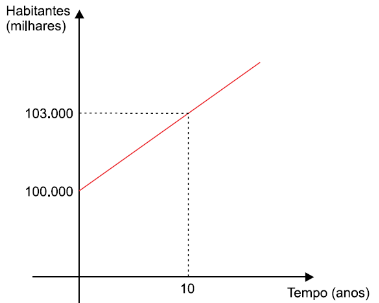 Habitantes
(milhares)
103.000
100.000
10
Tempo (anos)